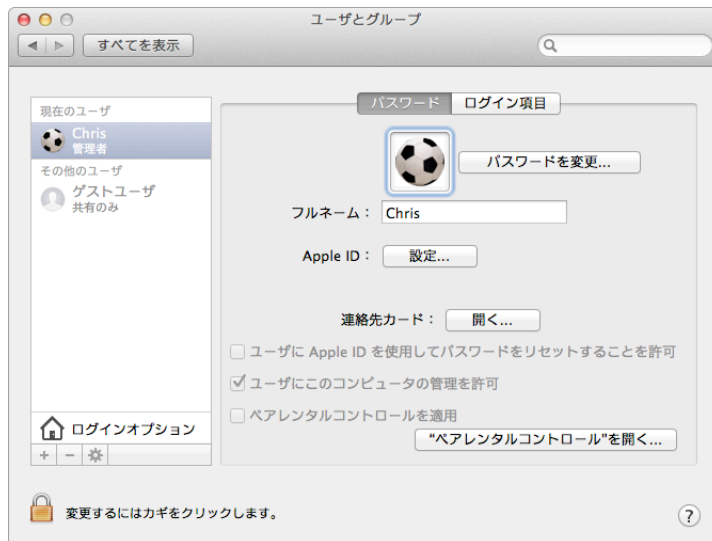 ユーザとグループ
すべてを表示
現在のユーザ
Chris
管理者
その他のユーザ
ゲストユーザ
共有のみ
ログインオプション
パスワード ログイン項目
パスワードを変更...
フルネーム： Chris
Apple ID： 設定...
連絡先カード： 開く...
ユーザに Apple ID を使用してパスワードをリセットすることを許可
ユーザにこのコンピュータの管理を許可
ペアレンタルコントロールを適用
“ペアレンタルコントロール”を開く...
変更するにはカギをクリックします。
?